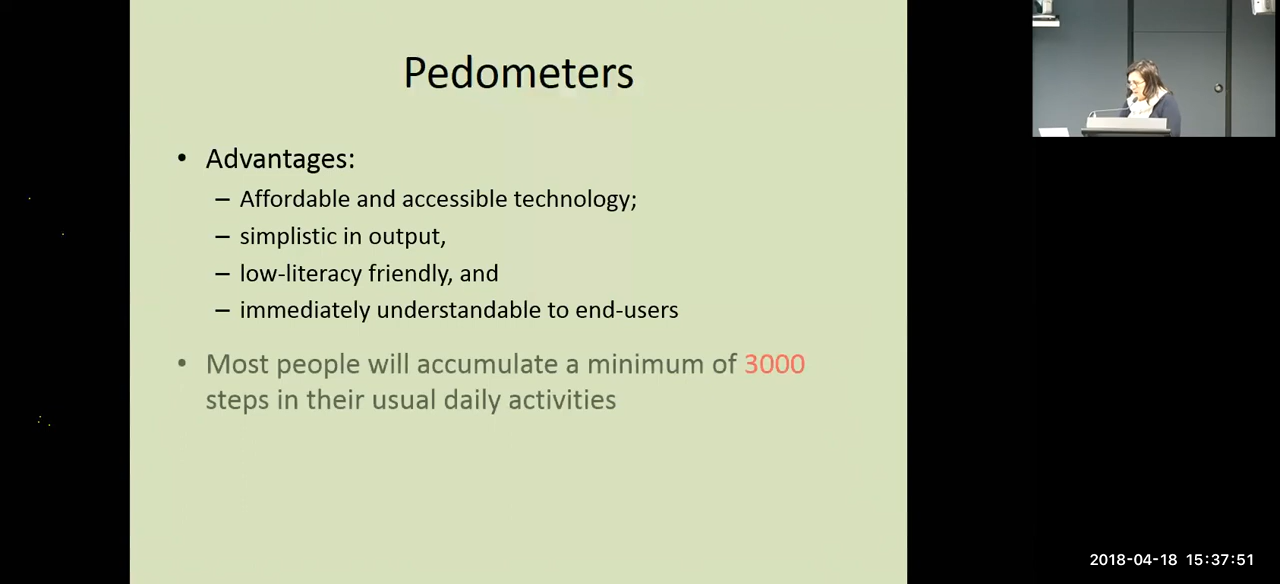 Pedometers
• Advantages:
– Affordable and accessible technology;
– simplistic in output,
– low-literacy friendly, and
– immediately understandable to end-users
• Most people will accumulate a minimum of 3000
steps in their usual daily activities
2018-04-18 15:37:51